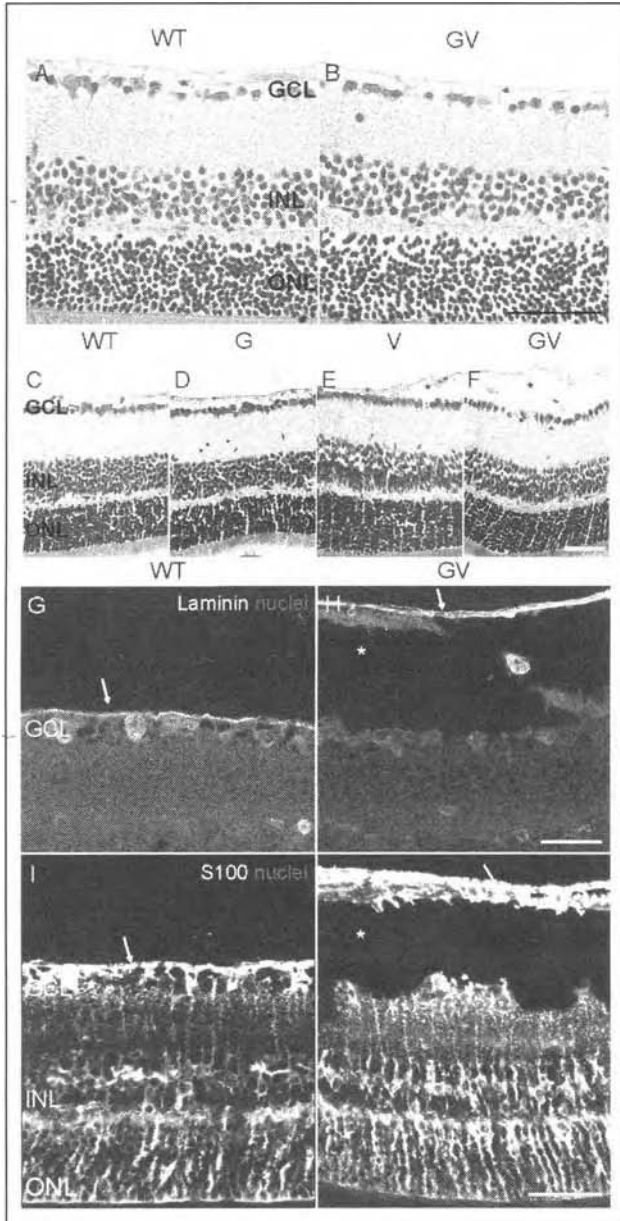 WT GV
A B
GCL
INL
ONL
WT G V GV
C D E F
GCL
INL
ONL
WT GV
G Laminin nuclei H
GCL
I S100 nuclei
GCL
INL
ONL